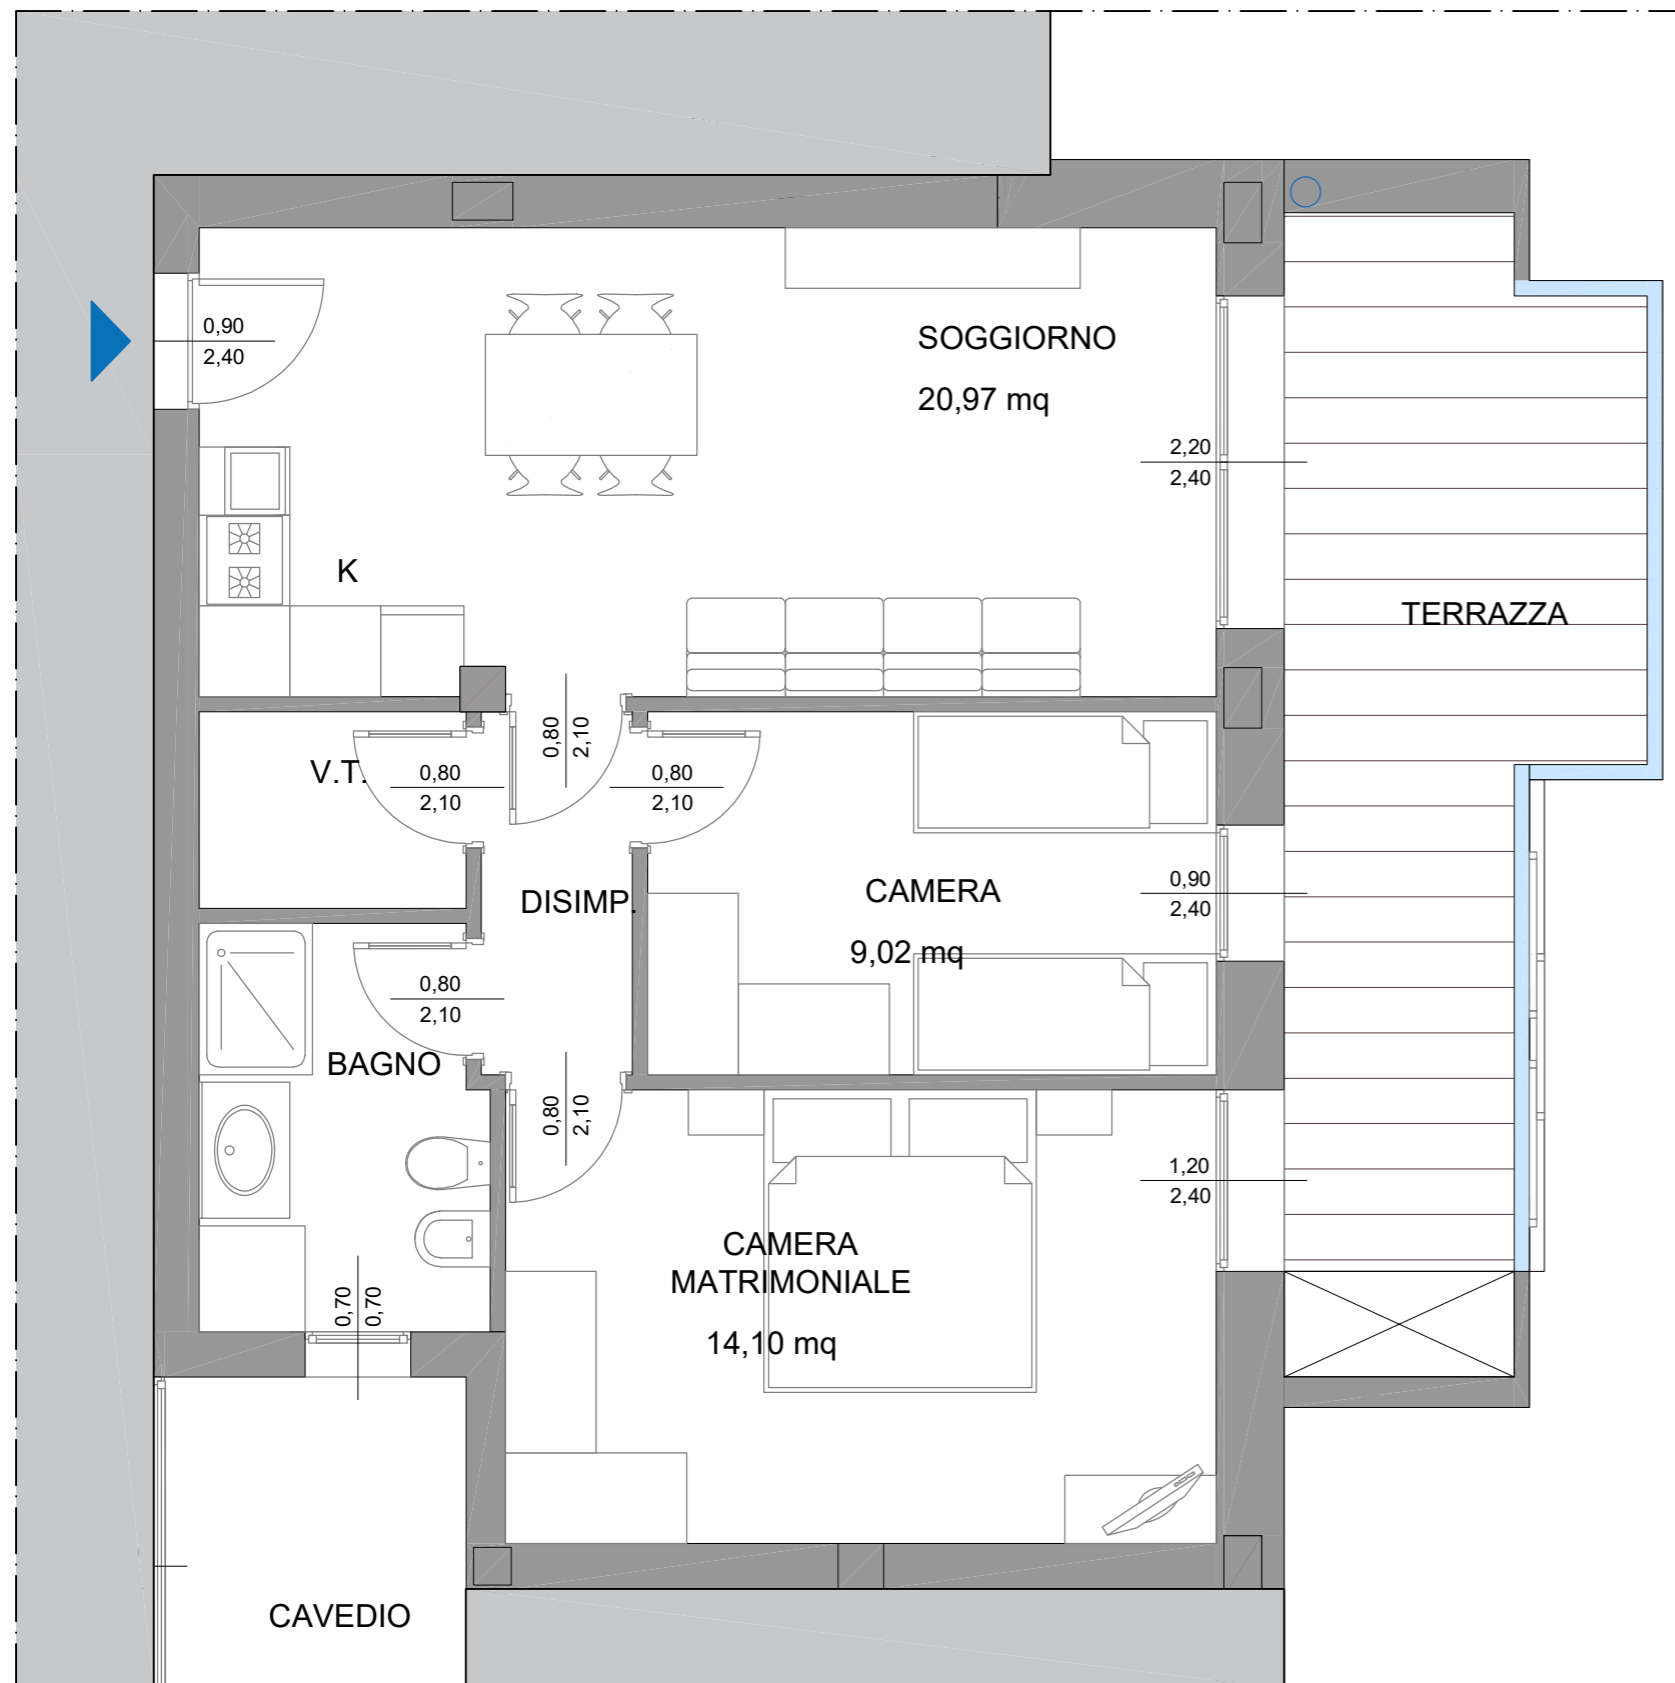 0,90
2,40
SOGGIORNO
20,97 mq
2,20
2,40
K
TERRAZZA
0,80
2,10
V.T.
0,80
2,10
0,80
2,10
DISIMP.
CAMERA
9,02 mq
0,90
2,40
0,80
2,10
BAGNO
0,80
2,10
1,20
2,40
CAMERA
MATRIMONIALE
14,10 mq
0,70
0,70
CAVEDIO